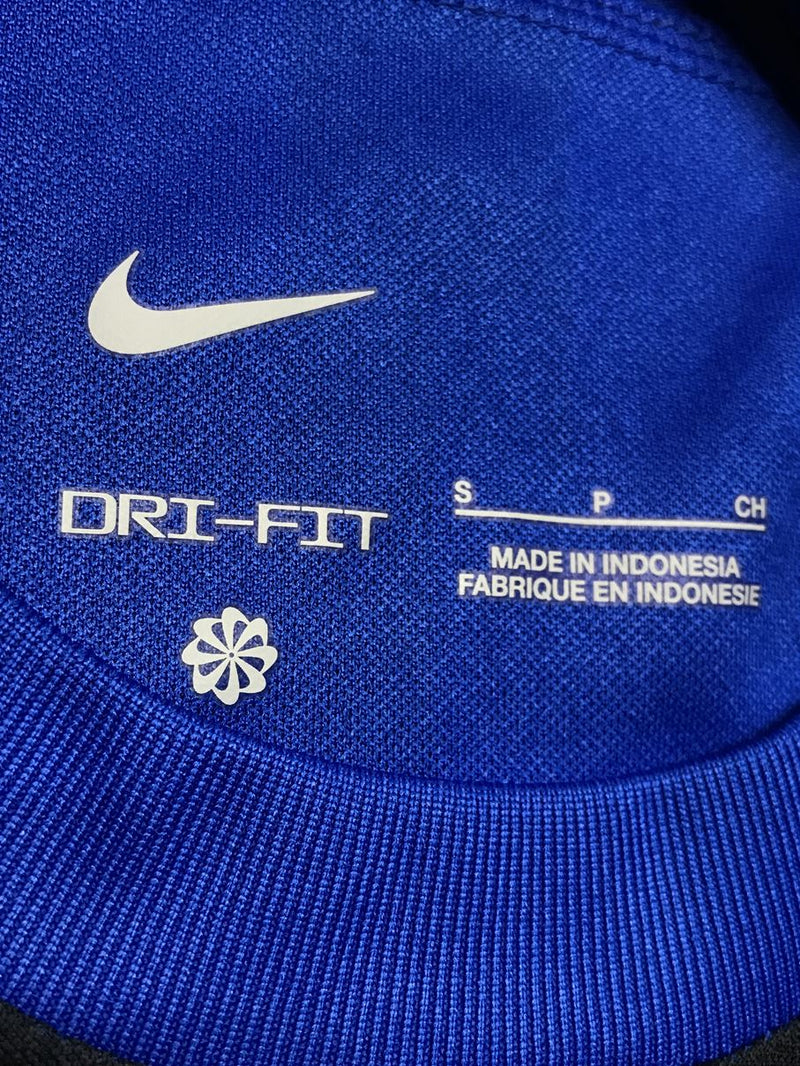 DRI-FIT
S P CH
MADE IN INDONESIA
FABRIQUE EN INDONESIE